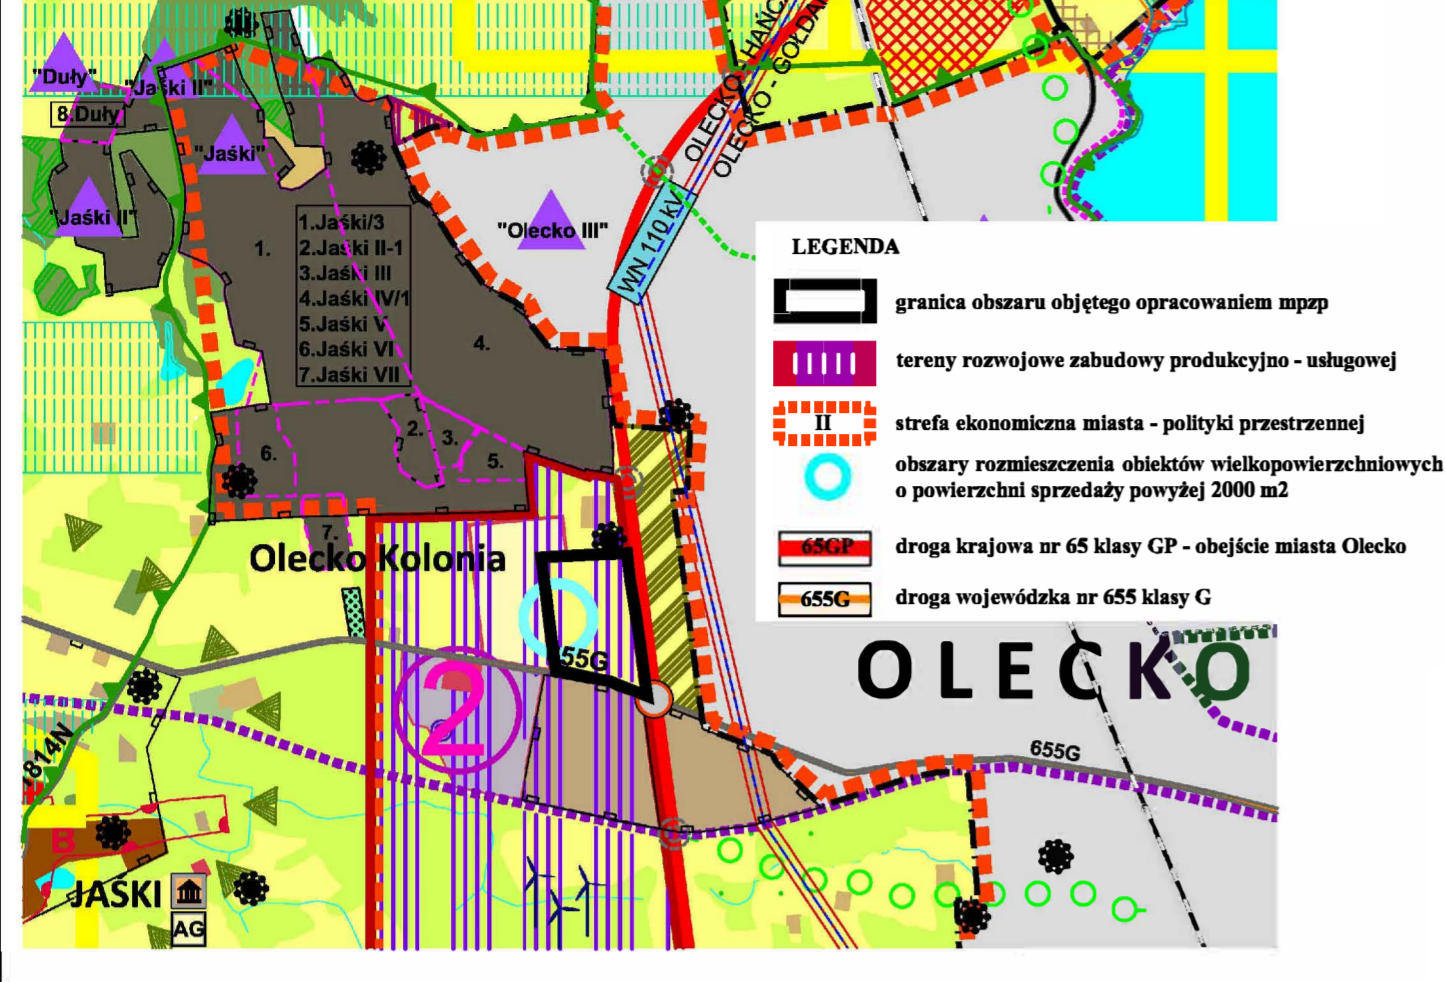 OLECKO - HAŃC
OLECKO - GOŁDA
"Duły"
"Jaśki II"
8.Duły
"Jaśki"
"Jaśki II"
"Olecko III"
WN 110 kV
1.
1.Jaśki/3
2.Jaśki II-1
3.Jaśki III
4.Jaśki IV/1
5.Jaśki V
6.Jaśki VI
7.Jaśki VII
4.
2.
3.
5.
6.
7.
LEGENDA
granica obszaru objętego opracowaniem mpzp
tereny rozwojowe zabudowy produkcyjno - usługowej
II
strefa ekonomiczna miasta - polityki przestrzennej
obszary rozmieszczenia obiektów wielkopowierzchniowych
o powierzchni sprzedaży powyżej 2000 m2
65GP
droga krajowa nr 65 klasy GP - obejście miasta Olecko
655G
droga wojewódzka nr 655 klasy G
Olecko Kolonia
55G
2
OLECKO
655G
1814N
B
JAŚKI
AG